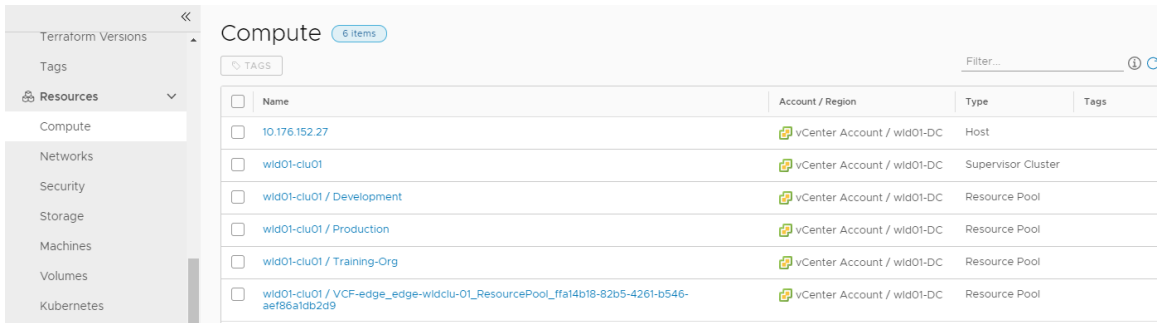 «
Terraform Versions
Tags
Resources
Compute
Networks
Security
Storage
Machines
Volumes
Kubernetes
Compute 6 items
TAGS
Filter...
Name Account / Region Type Tags
10.176.152.27 vCenter Account / wld01-DC Host
wld01-clu01 vCenter Account / wld01-DC Supervisor Cluster
wld01-clu01 / Development vCenter Account / wld01-DC Resource Pool
wld01-clu01 / Production vCenter Account / wld01-DC Resource Pool
wld01-clu01 / Training-Org vCenter Account / wld01-DC Resource Pool
wld01-clu01 / VCF-edge_edge-wldclu-01_ResourcePool_ffa14b18-82b5-4261-b546- vCenter Account / wld01-DC Resource Pool
aef86a1db2d9